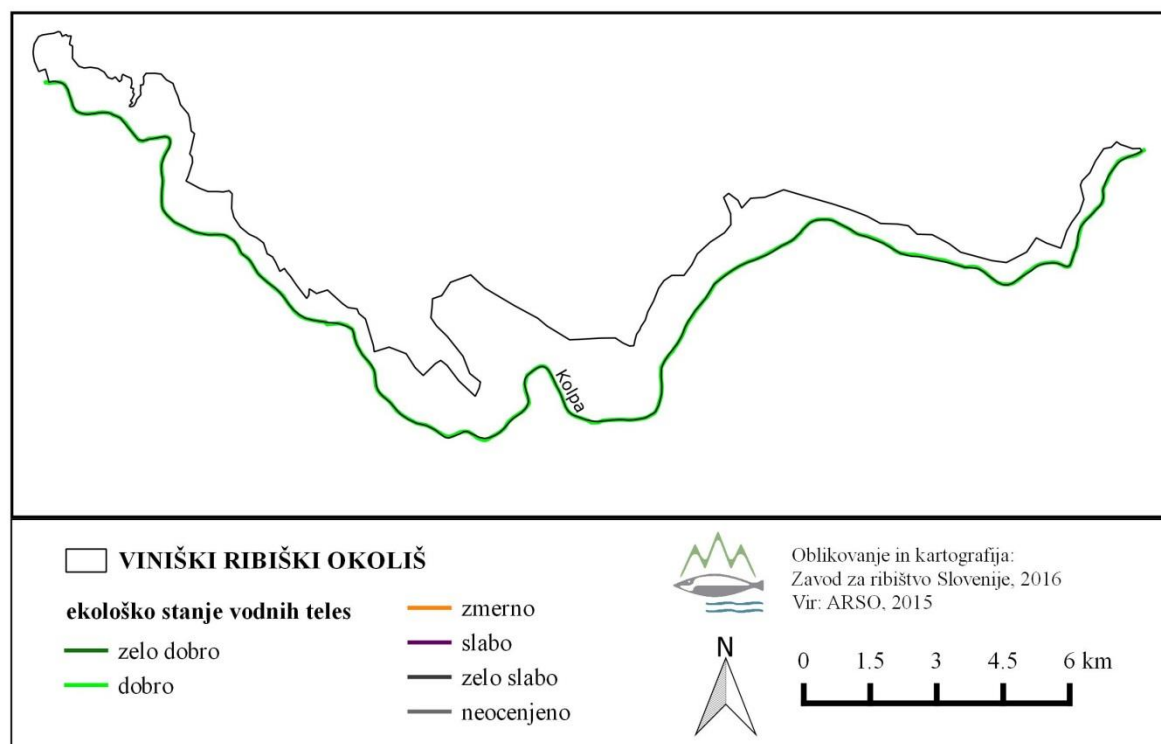 Kolpa
VINIŠKI RIBIŠKI OKOLIŠ
ekološko stanje vodnih teles
zelo dobro
dobro
zmerno
slabo
zelo slabo
neocenjeno
Oblikovanje in kartografija:
Zavod za ribištvo Slovenije, 2016
Vir: ARSO, 2015
N
0 1.5 3 4.5 6 km